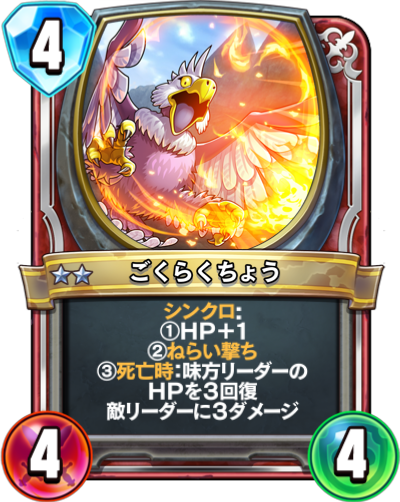 4
ごくらくちょう
シンクロ:
①HP+1
②ねらい撃ち
③死亡時:味方リーダーの
HPを3回復
敵リーダーに3ダメージ
4
4